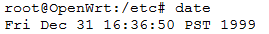 root@OpenWrt:/etc# date
Fri Dec 31 16:36:50 PST 1999